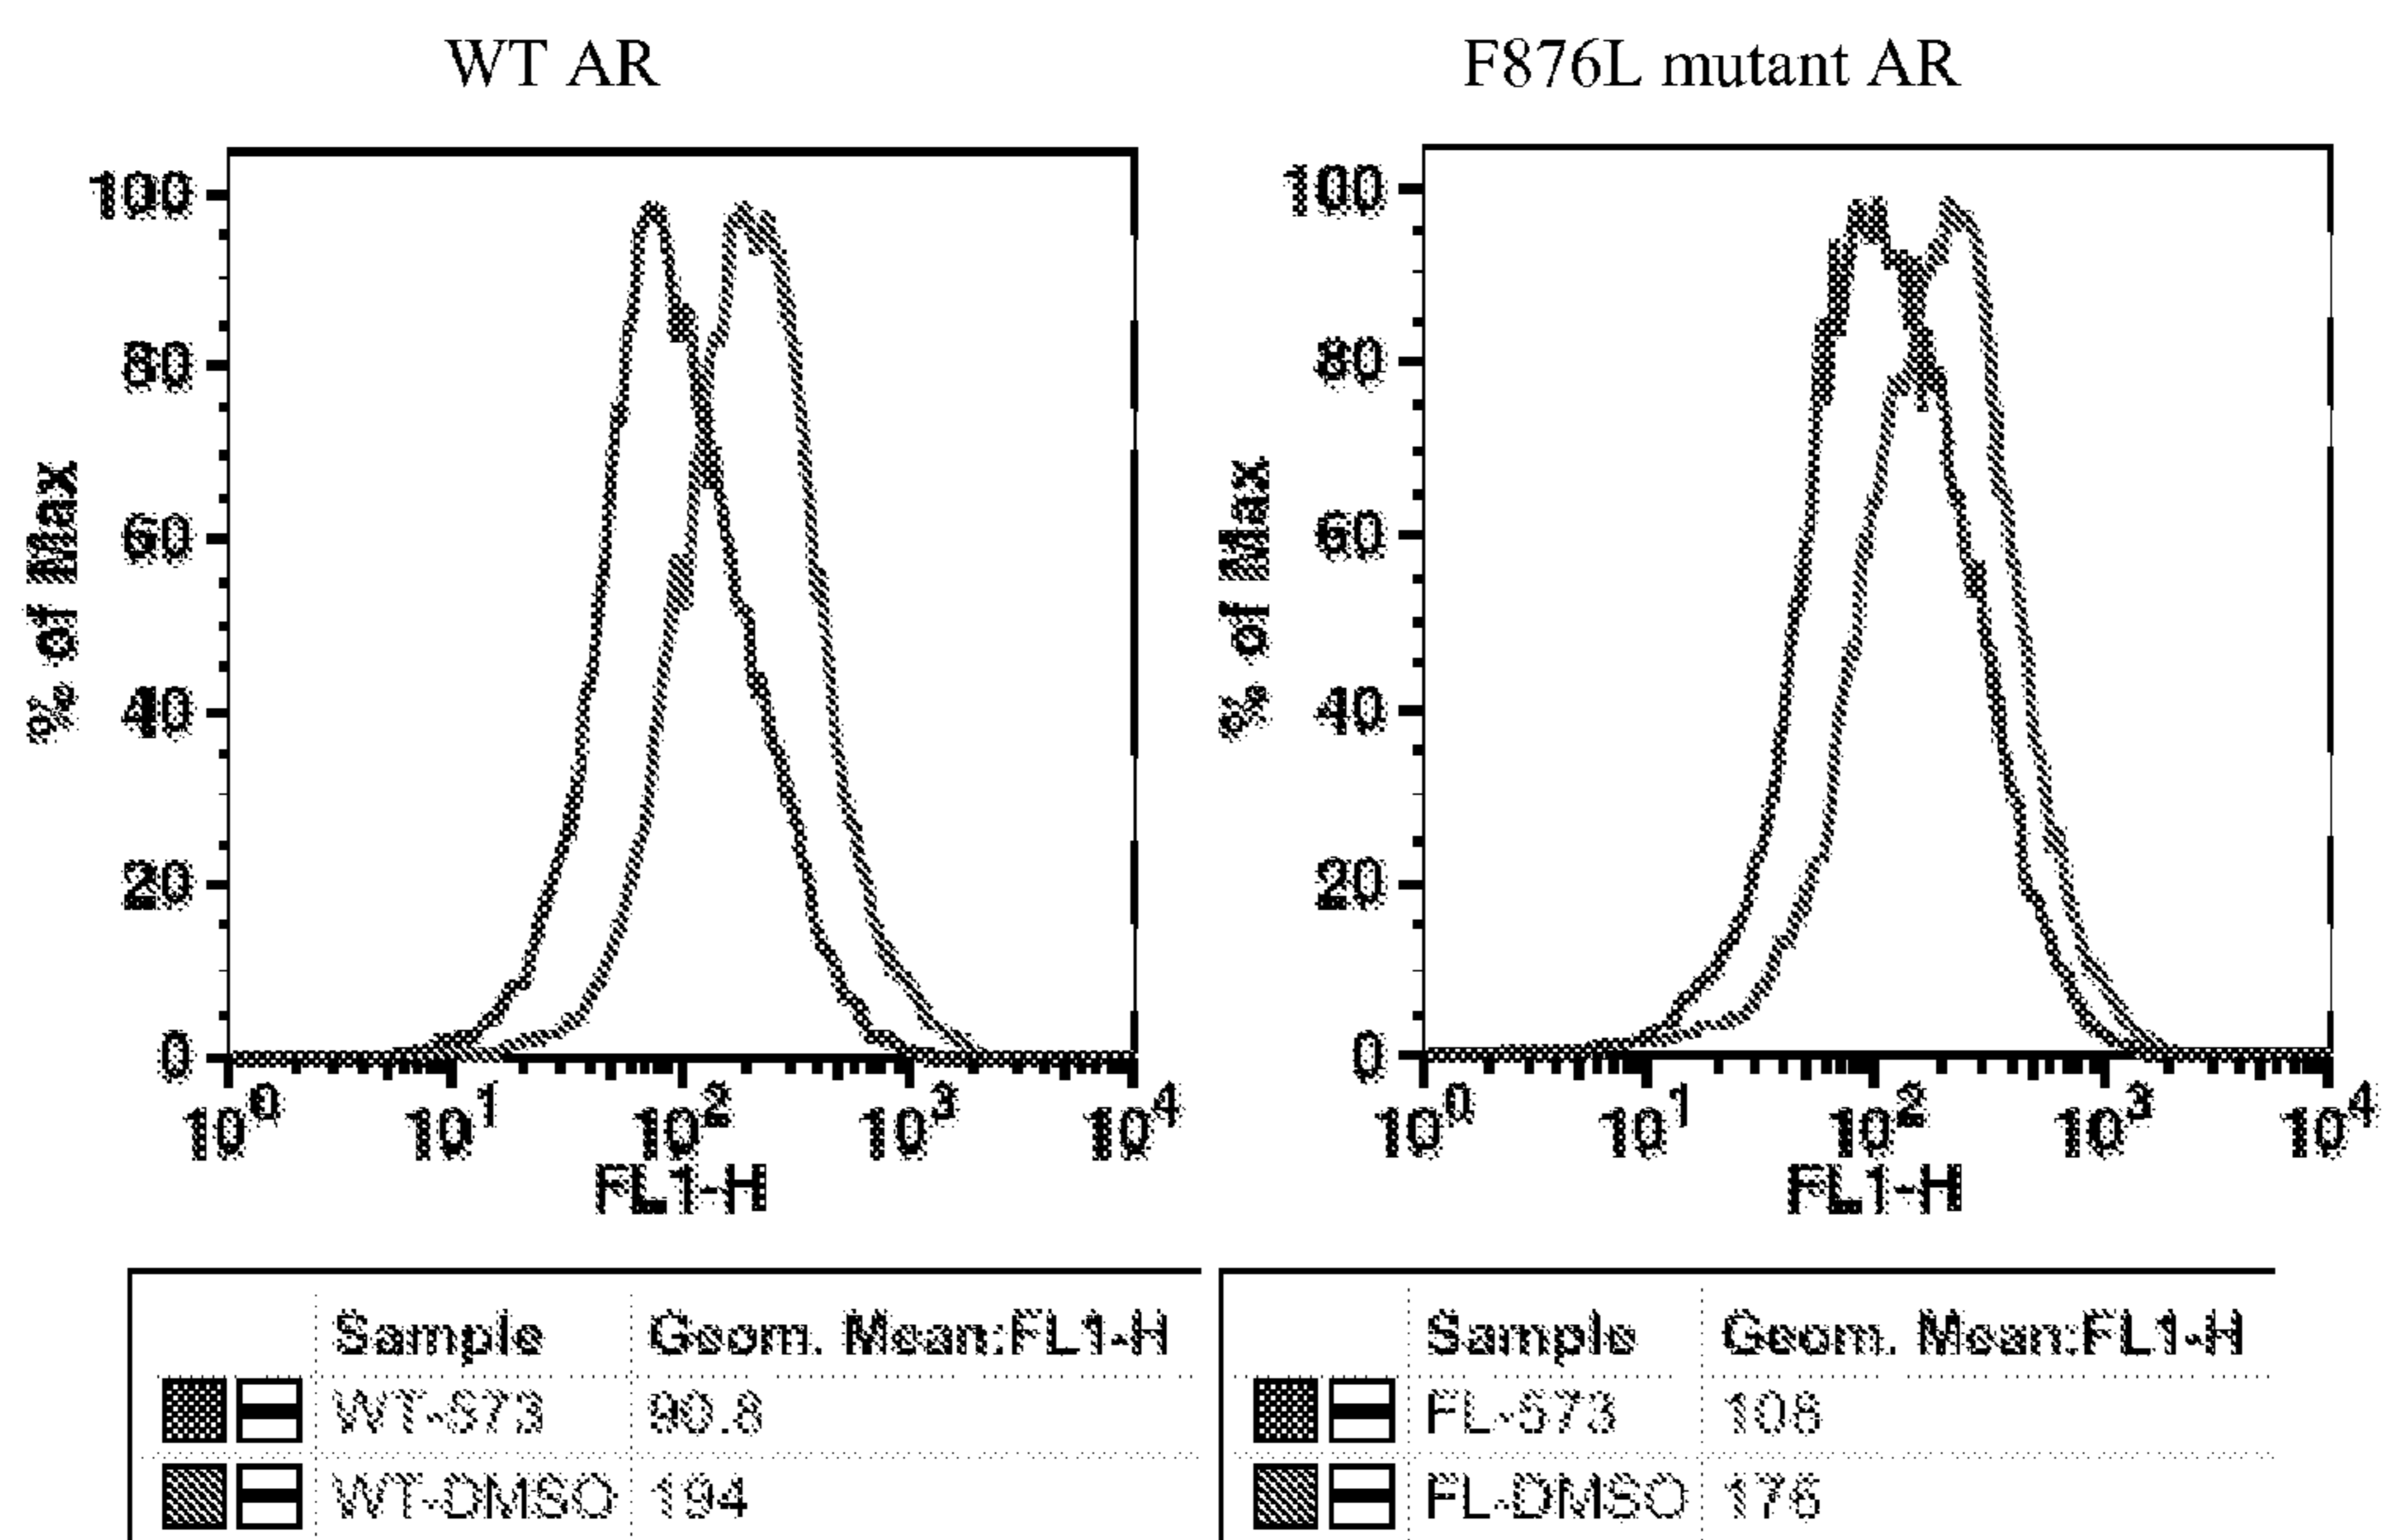 WT AR
F876L mutant AR
100
80
60
40
20
0
% of Max
10^0 10^1 10^2 10^3 10^4
FL1-H
100
80
60
40
20
0
% of Max
10^0 10^1 10^2 10^3 10^4
FL1-H
Sample Geom. Mean:FL1-H
WT-573 90.8
WT-DMSO 194
Sample Geom. Mean:FL1-H
FL-573
FL-DMSO